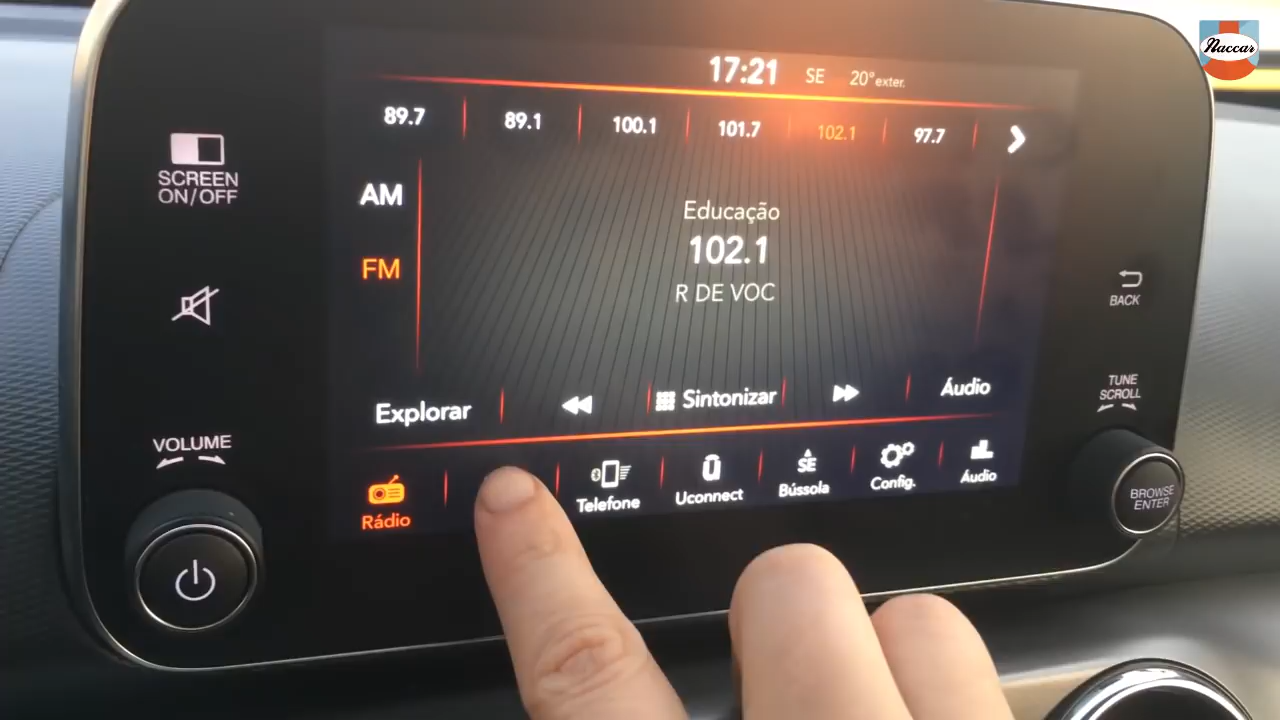 Naccar
17:21 SE 20° exter.
89.7 89.1 100.1 101.7 102.1 97.7
SCREEN
ON/OFF
AM
FM
Educação
102.1
R DE VOC
BACK
TUNE
SCROLL
Explorar Sintonizar Áudio
VOLUME
Rádio Telefone Uconnect SE Bússola Config. Áudio
BROWSE
ENTER